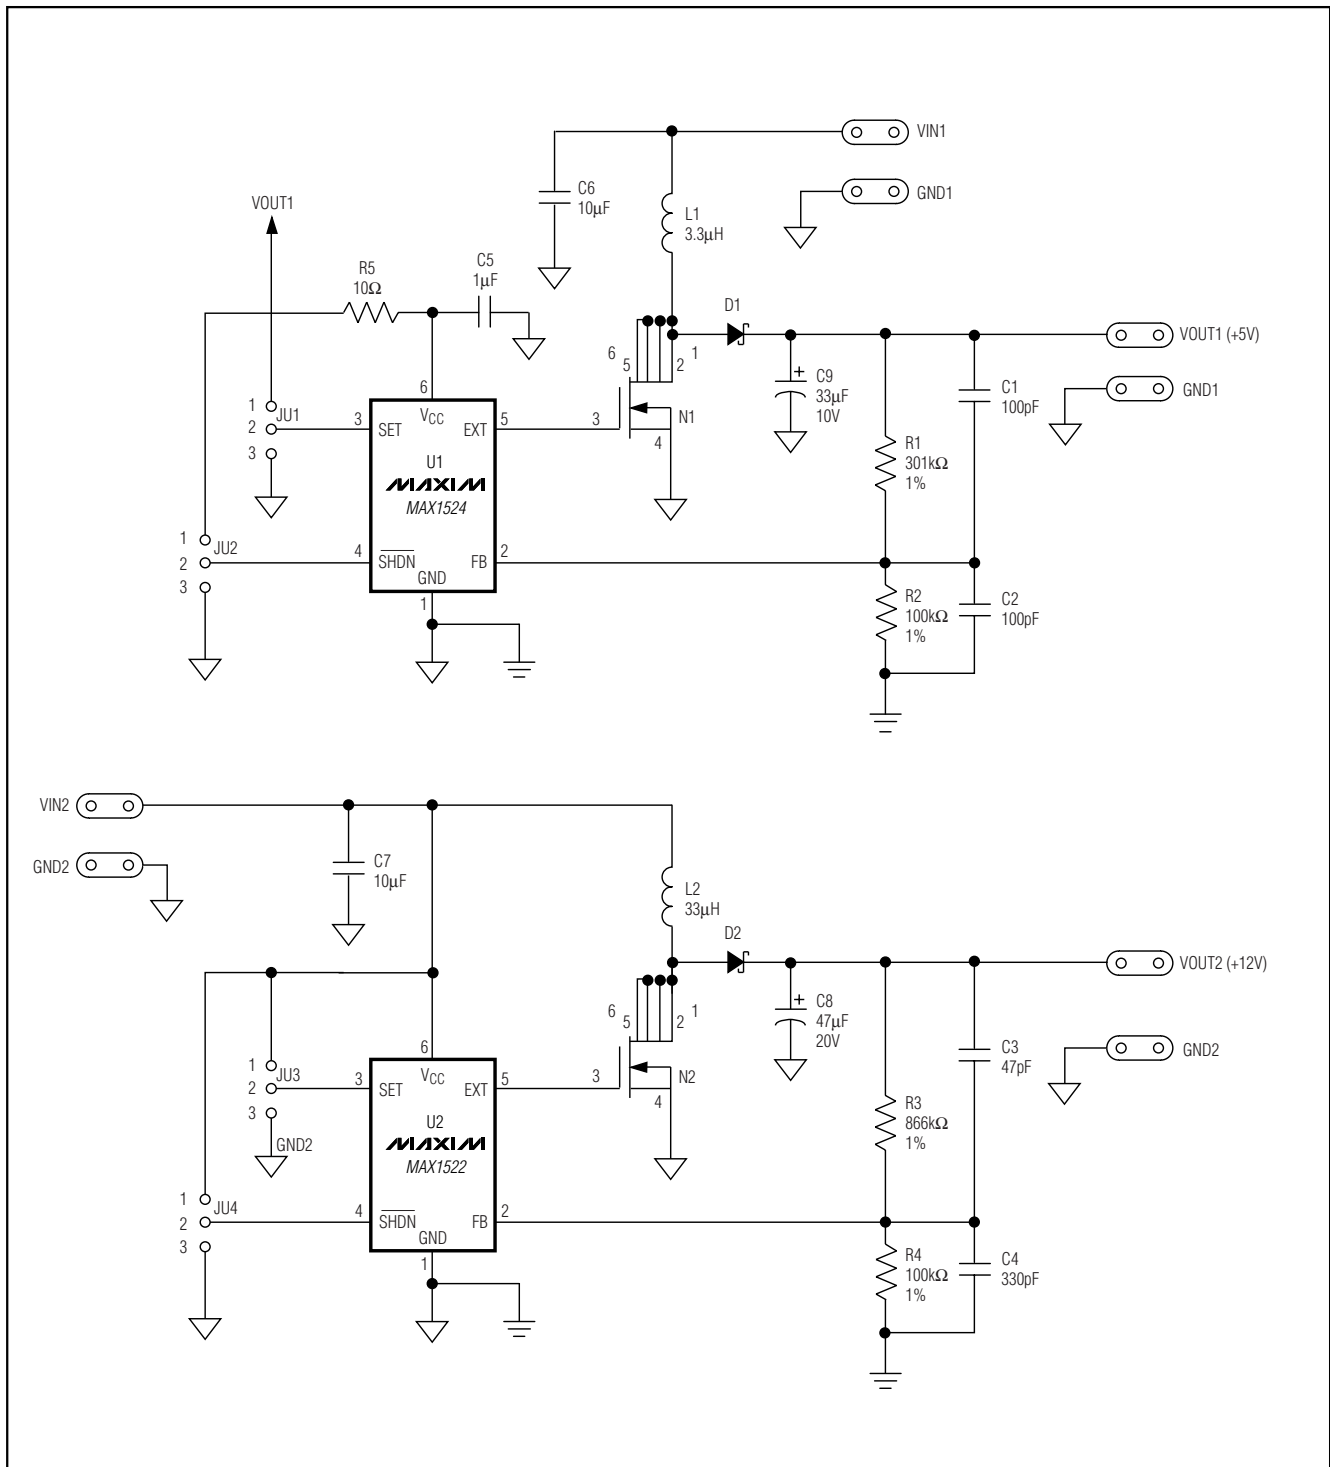 VIN1
C6
10µF
GND1
VOUT1
L1
3.3µH
C5
1µF
R5
10Ω
D1
VOUT1 (+5V)
6
5
2
1
C9
33µF
10V
+
C1
100pF
GND1
6
1
JU1
2
3
3
SET
VCC
EXT
5
3
N1
4
R1
301kΩ
1%
U1
MAXIM
MAX1524
1
JU2
2
3
4
SHDN
FB
2
GND
1
R2
100kΩ
1%
C2
100pF
VIN2
GND2
C7
10µF
L2
33µH
D2
VOUT2 (+12V)
6
5
2
1
+
C8
47µF
20V
C3
47pF
GND2
6
1
JU3
2
3
GND2
3
SET
VCC
EXT
5
3
N2
4
R3
866kΩ
1%
U2
MAXIM
MAX1522
1
JU4
2
3
4
SHDN
FB
2
GND
1
R4
100kΩ
1%
C4
330pF